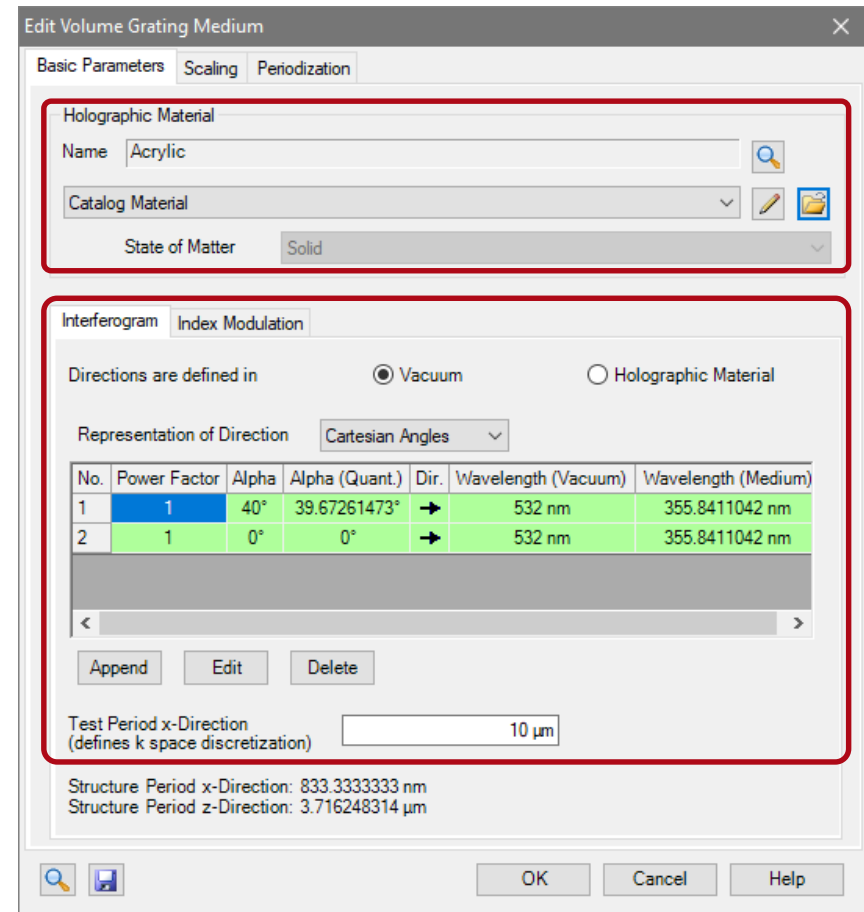 Edit Volume Grating Medium
Basic Parameters Scaling Periodization
Holographic Material
Name Acrylic
Catalog Material
State of Matter Solid
Interferogram Index Modulation
Directions are defined in Vacuum Holographic Material
Representation of Direction Cartesian Angles
No. Power Factor Alpha Alpha (Quant.) Dir. Wavelength (Vacuum) Wavelength (Medium)
1 1 40° 39.67261473° 532 nm 355.8411042 nm
2 1 0° 0° 532 nm 355.8411042 nm
Append Edit Delete
Test Period x-Direction
(defines k space discretization) 10 µm
Structure Period x-Direction: 833.3333333 nm
Structure Period z-Direction: 3.716248314 µm
OK Cancel Help